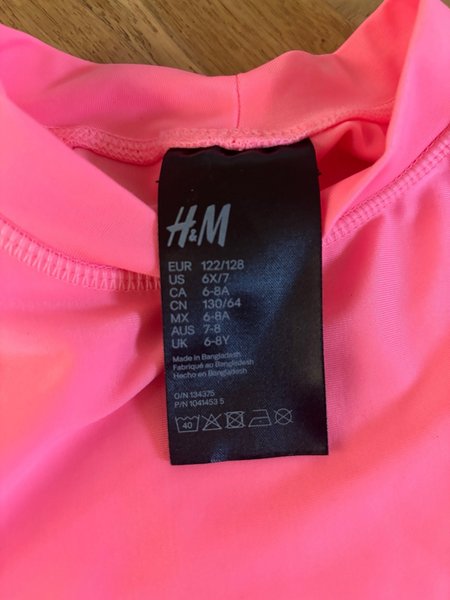 H&M
EUR 122/128
US 6X/7
CA 6-8A
CN 130/64
MX 6-8A
AUS 7-8
UK 6-8Y
Made in Bangladesh
Fabriqué au Bangladesh
Hecho en Bangladesh
O/N 134375
P/N 1041453 5
40